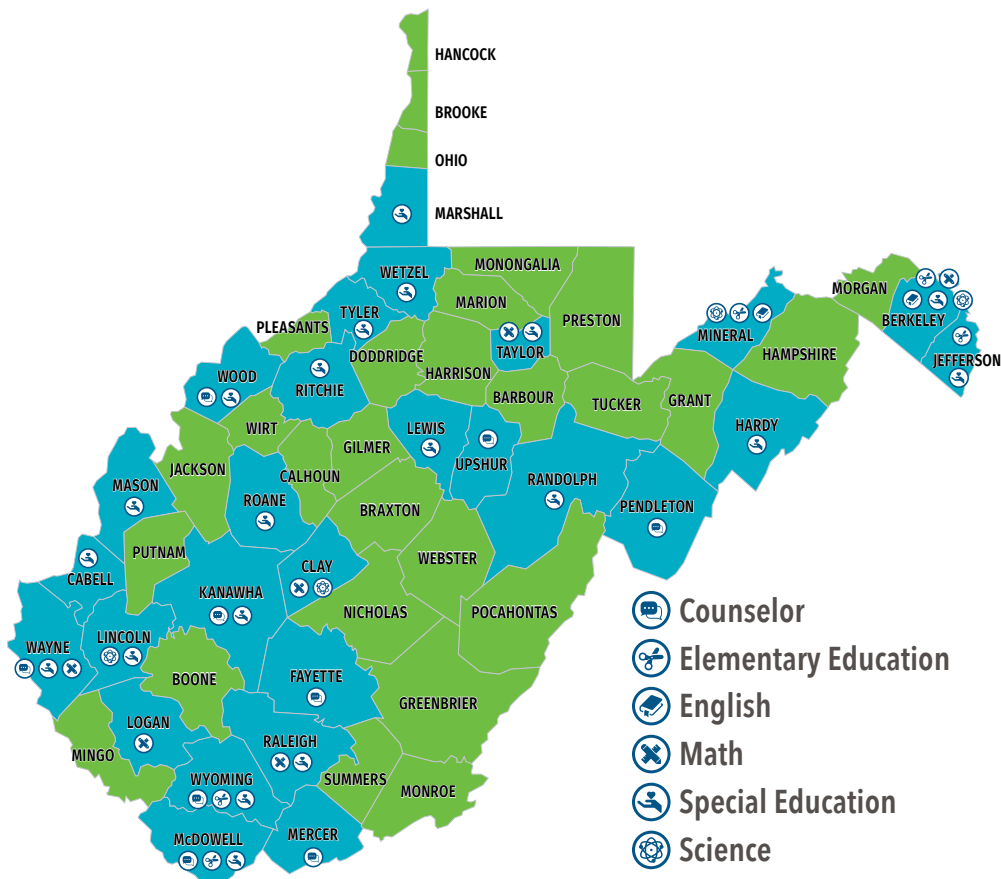 HANCOCK
BROOKE
OHIO
MARSHALL
WETZEL
MONONGALIA
MARION
TYLER
PLEASANTS
PRESTON
MORGAN
BERKELEY
MINERAL
TAYLOR
DODDRIDGE
HARRISON
HAMPSHIRE
JEFFERSON
WOOD
RITCHIE
BARBOUR
TUCKER
GRANT
WIRT
LEWIS
HARDY
GILMER
UPSHUR
JACKSON
CALHOUN
RANDOLPH
MASON
ROANE
PENDLETON
BRAXTON
PUTNAM
WEBSTER
CLAY
CABELL
KANAWHA
NICHOLAS
POCAHONTAS
WAYNE
LINCOLN
BOONE
FAYETTE
GREENBRIER
LOGAN
RALEIGH
MINGO
WYOMING
SUMMERS
MONROE
McDOWELL
MERCER
Counselor
Elementary Education
English
Math
Special Education
Science